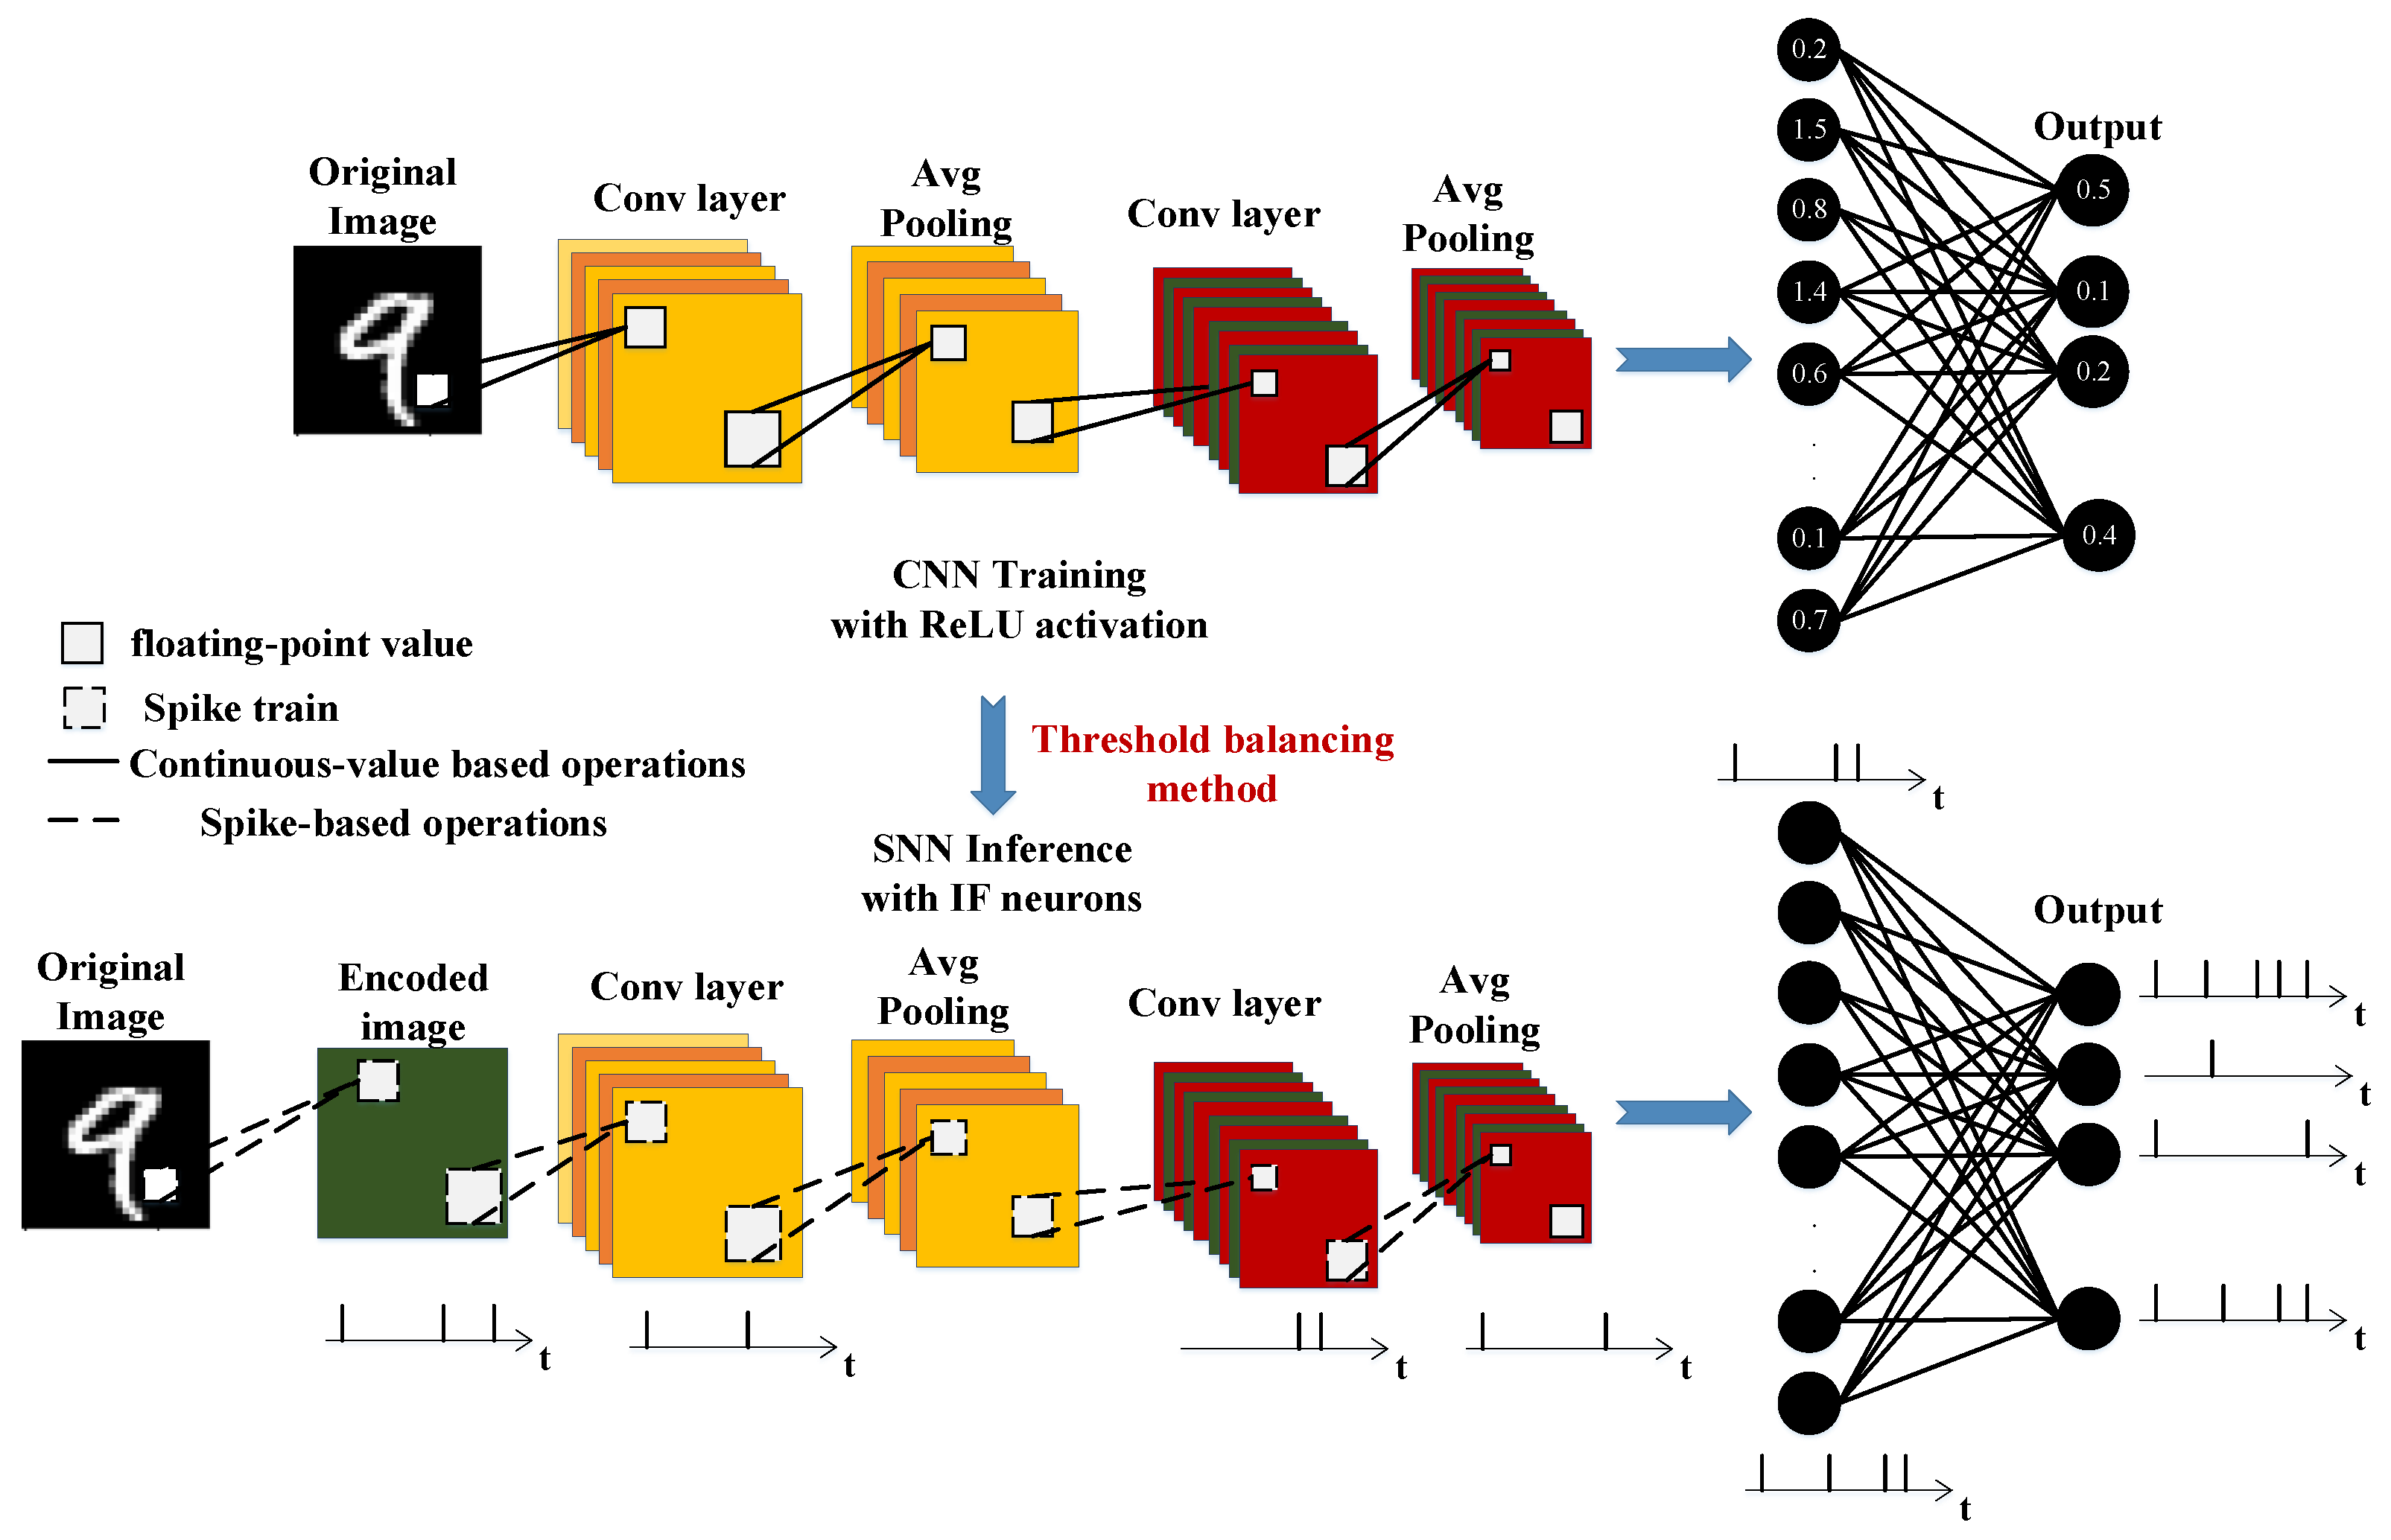 Original
Image
Conv layer
Avg
Pooling
Conv layer
Avg
Pooling
Output
0.2
1.5
0.8
1.4
0.6
.
.
0.1
0.7
0.5
0.1
0.2
0.4
CNN Training
with ReLU activation
floating-point value
Spike train
Continuous-value based operations
Spike-based operations
Threshold balancing
method
SNN Inference
with IF neurons
Original
Image
Encoded
image
Conv layer
Avg
Pooling
Conv layer
Avg
Pooling
Output
t
t
t
t
t
.
.
t
t
t
t
t